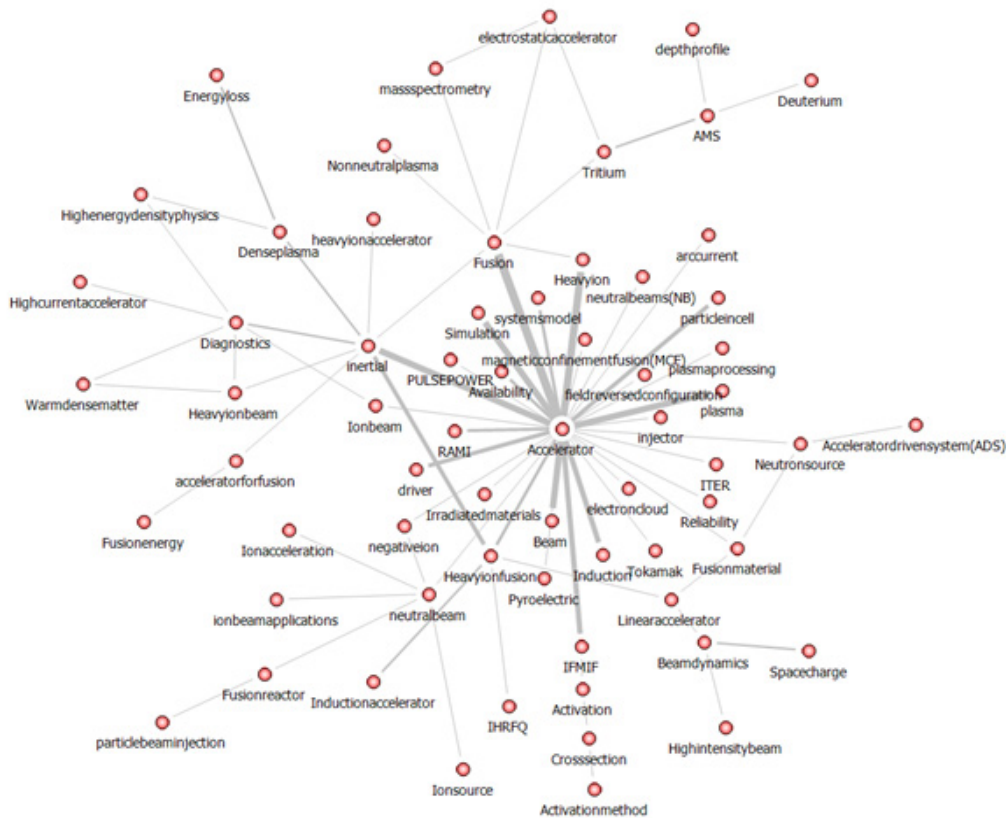 electrostaticaccelerator
depthprofile
massspectrometry
Energyloss
Deuterium
AMS
Nonneutralplasma
Tritium
Highenergydensityphysics
heavyionaccelerator
Denseplasma
Fusion
arccurrent
Heavyion
neutralbeams(NB)
Highcurrentaccelerator
systemsmodel
particleincell
Simulation
Diagnostics
inertial
magneticconfinementfusion(MCF)
plasmaprocessing
PULSEPOWER
Availability
fieldreversedconfiguration
Warmdensematter
Heavyionbeam
plasma
Ionbeam
injector
RAMI
Accelerator
Acceleratordrivensystem(ADS)
Neutronsource
acceleratorforfusion
driver
ITER
Irradiatedmaterials
electroncloud
Reliability
Fusionenergy
Ionacceleration
negativeion
Beam
Heavyionfusion
Induction
Tokamak
Fusionmaterial
Pyroelectric
neutralbeam
ionbeamapplications
Linearaccelerator
IFMIF
Beamdynamics
Spacecharge
Fusionreactor
Inductionaccelerator
Activation
IHRFQ
particlebeaminjection
Highintensitybeam
Crosssection
Ionsource
Activationmethod